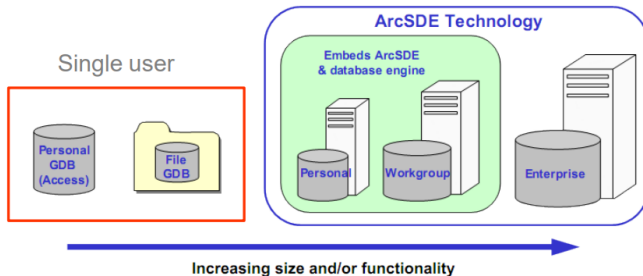 ArcSDE Technology
Single user
Embeds ArcSDE
& database engine
Personal
GDB
(Access)
File
GDB
Personal
Workgroup
Enterprise
Increasing size and/or functionality